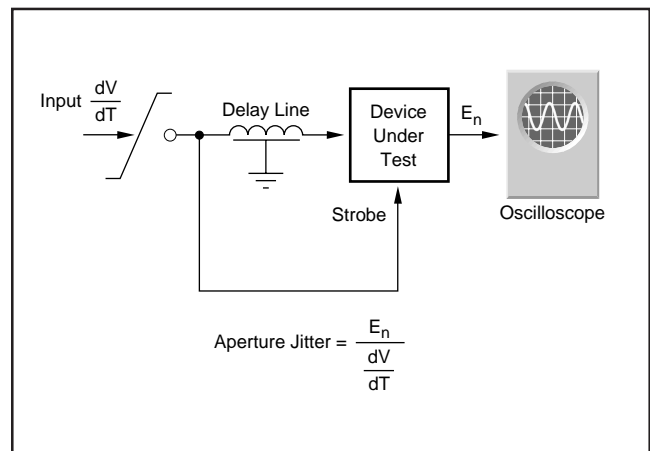 Input dV
dT
Delay Line
Device
Under
Test
En
Strobe
Oscilloscope
Aperture Jitter = En
dV
dT